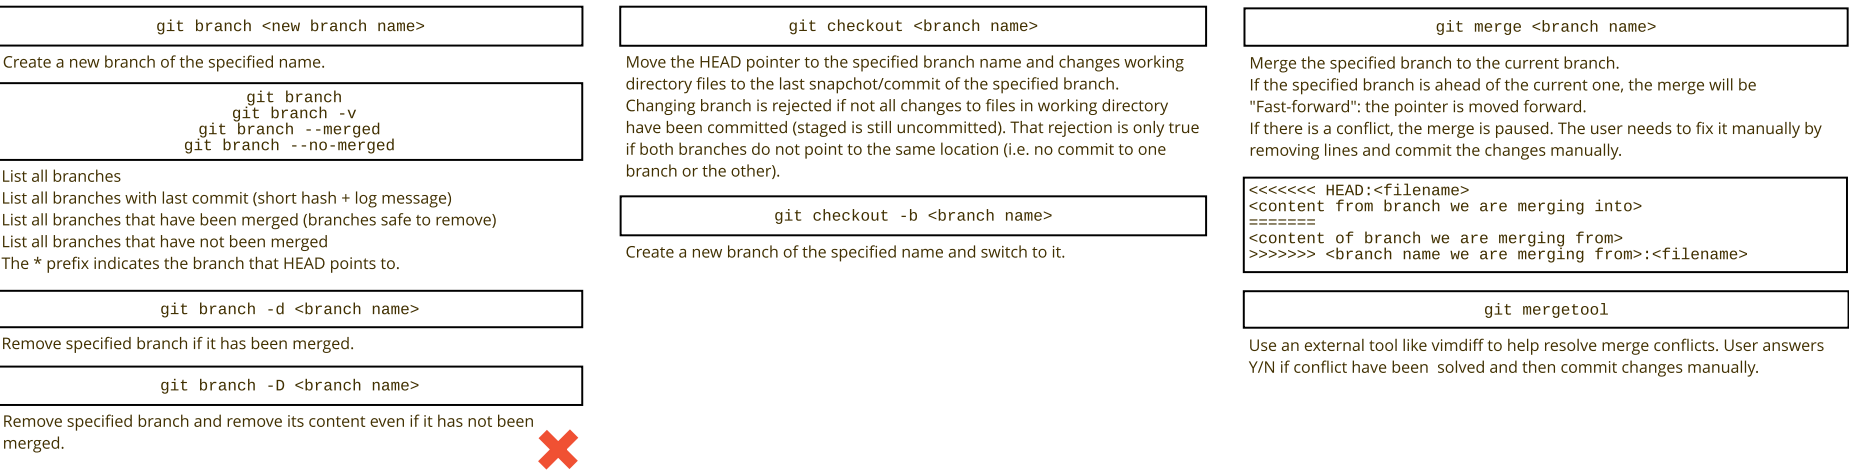 git branch <new branch name>
Create a new branch of the specified name.
git branch
git branch -v
git branch --merged
git branch --no-merged
List all branches
List all branches with last commit (short hash + log message)
List all branches that have been merged (branches safe to remove)
List all branches that have not been merged
The * prefix indicates the branch that HEAD points to.
git branch -d <branch name>
Remove specified branch if it has been merged.
git branch -D <branch name>
Remove specified branch and remove its content even if it has not been
merged.
git checkout <branch name>
Move the HEAD pointer to the specified branch name and changes working
directory files to the last snapchot/commit of the specified branch.
Changing branch is rejected if not all changes to files in working directory
have been committed (staged is still uncommitted). That rejection is only true
if both branches do not point to the same location (i.e. no commit to one
branch or the other).
git checkout -b <branch name>
Create a new branch of the specified name and switch to it.
git merge <branch name>
Merge the specified branch to the current branch.
If the specified branch is ahead of the current one, the merge will be
"Fast-forward": the pointer is moved forward.
If there is a conflict, the merge is paused. The user needs to fix it manually by
removing lines and commit the changes manually.
<<<<<<< HEAD:<filename>
<content from branch we are merging into>
=======
<content of branch we are merging from>
>>>>>>> <branch name we are merging from>:<filename>
git mergetool
Use an external tool like vimdiff to help resolve merge conflicts. User answers
Y/N if conflict have been  solved and then commit changes manually.